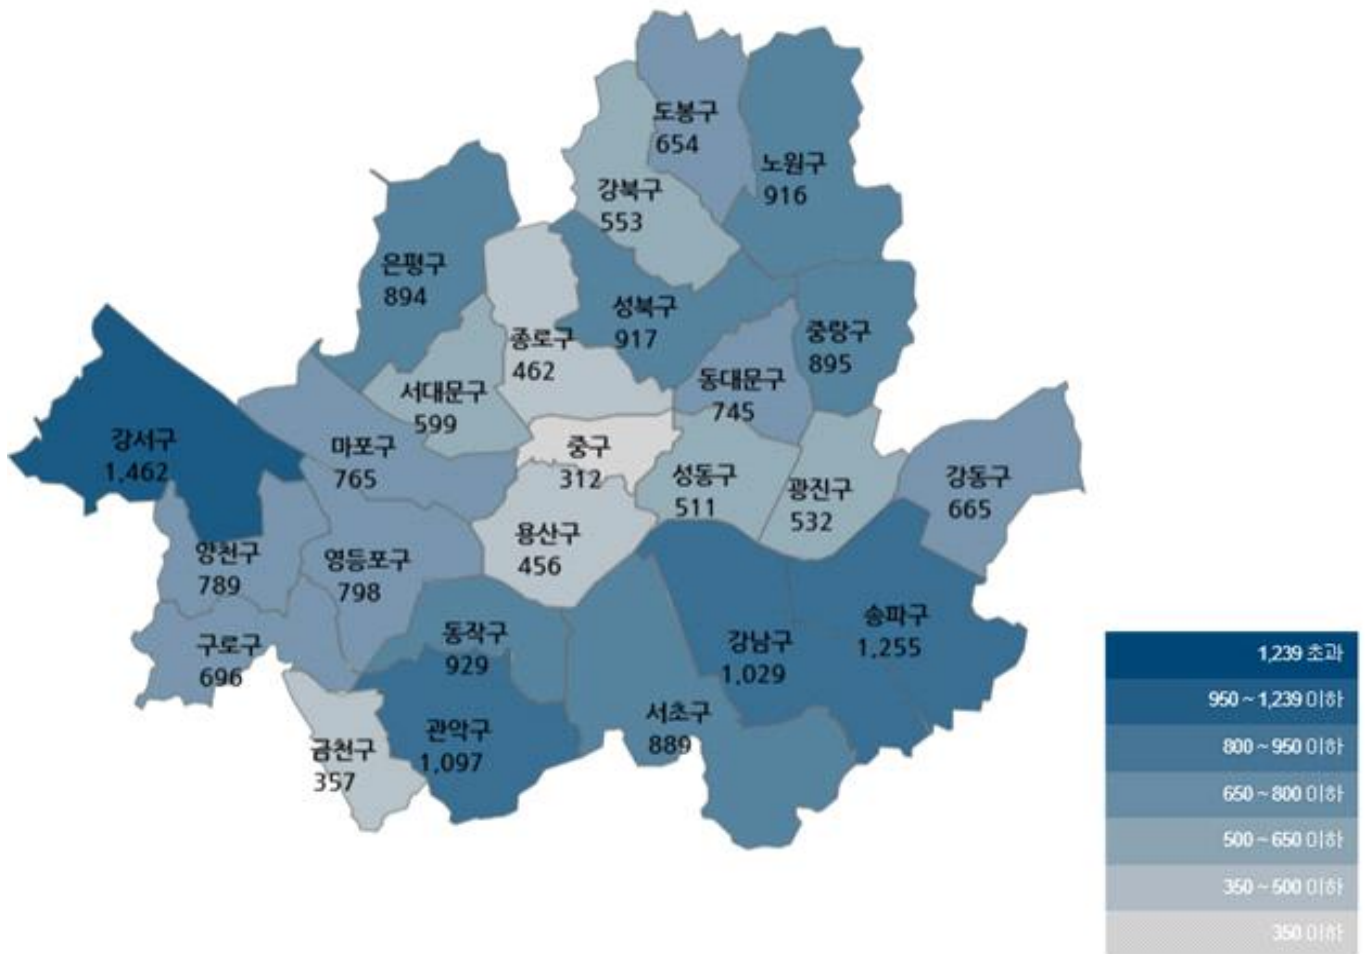 도봉구
654
노원구
916
강북구
553
은평구
894
성북구
917
종로구
462
중랑구
895
서대문구
599
동대문구
745
강서구
1,462
마포구
765
중구
312
성동구
511
광진구
532
강동구
665
양천구
789
영등포구
798
용산구
456
구로구
696
동작구
929
강남구
1,029
송파구
1,255
금천구
357
관악구
1,097
서초구
889
1,239 초과
950 ~ 1,239 이하
800 ~ 950 이하
650 ~ 800 이하
500 ~ 650 이하
350 ~ 500 이하
350 이하